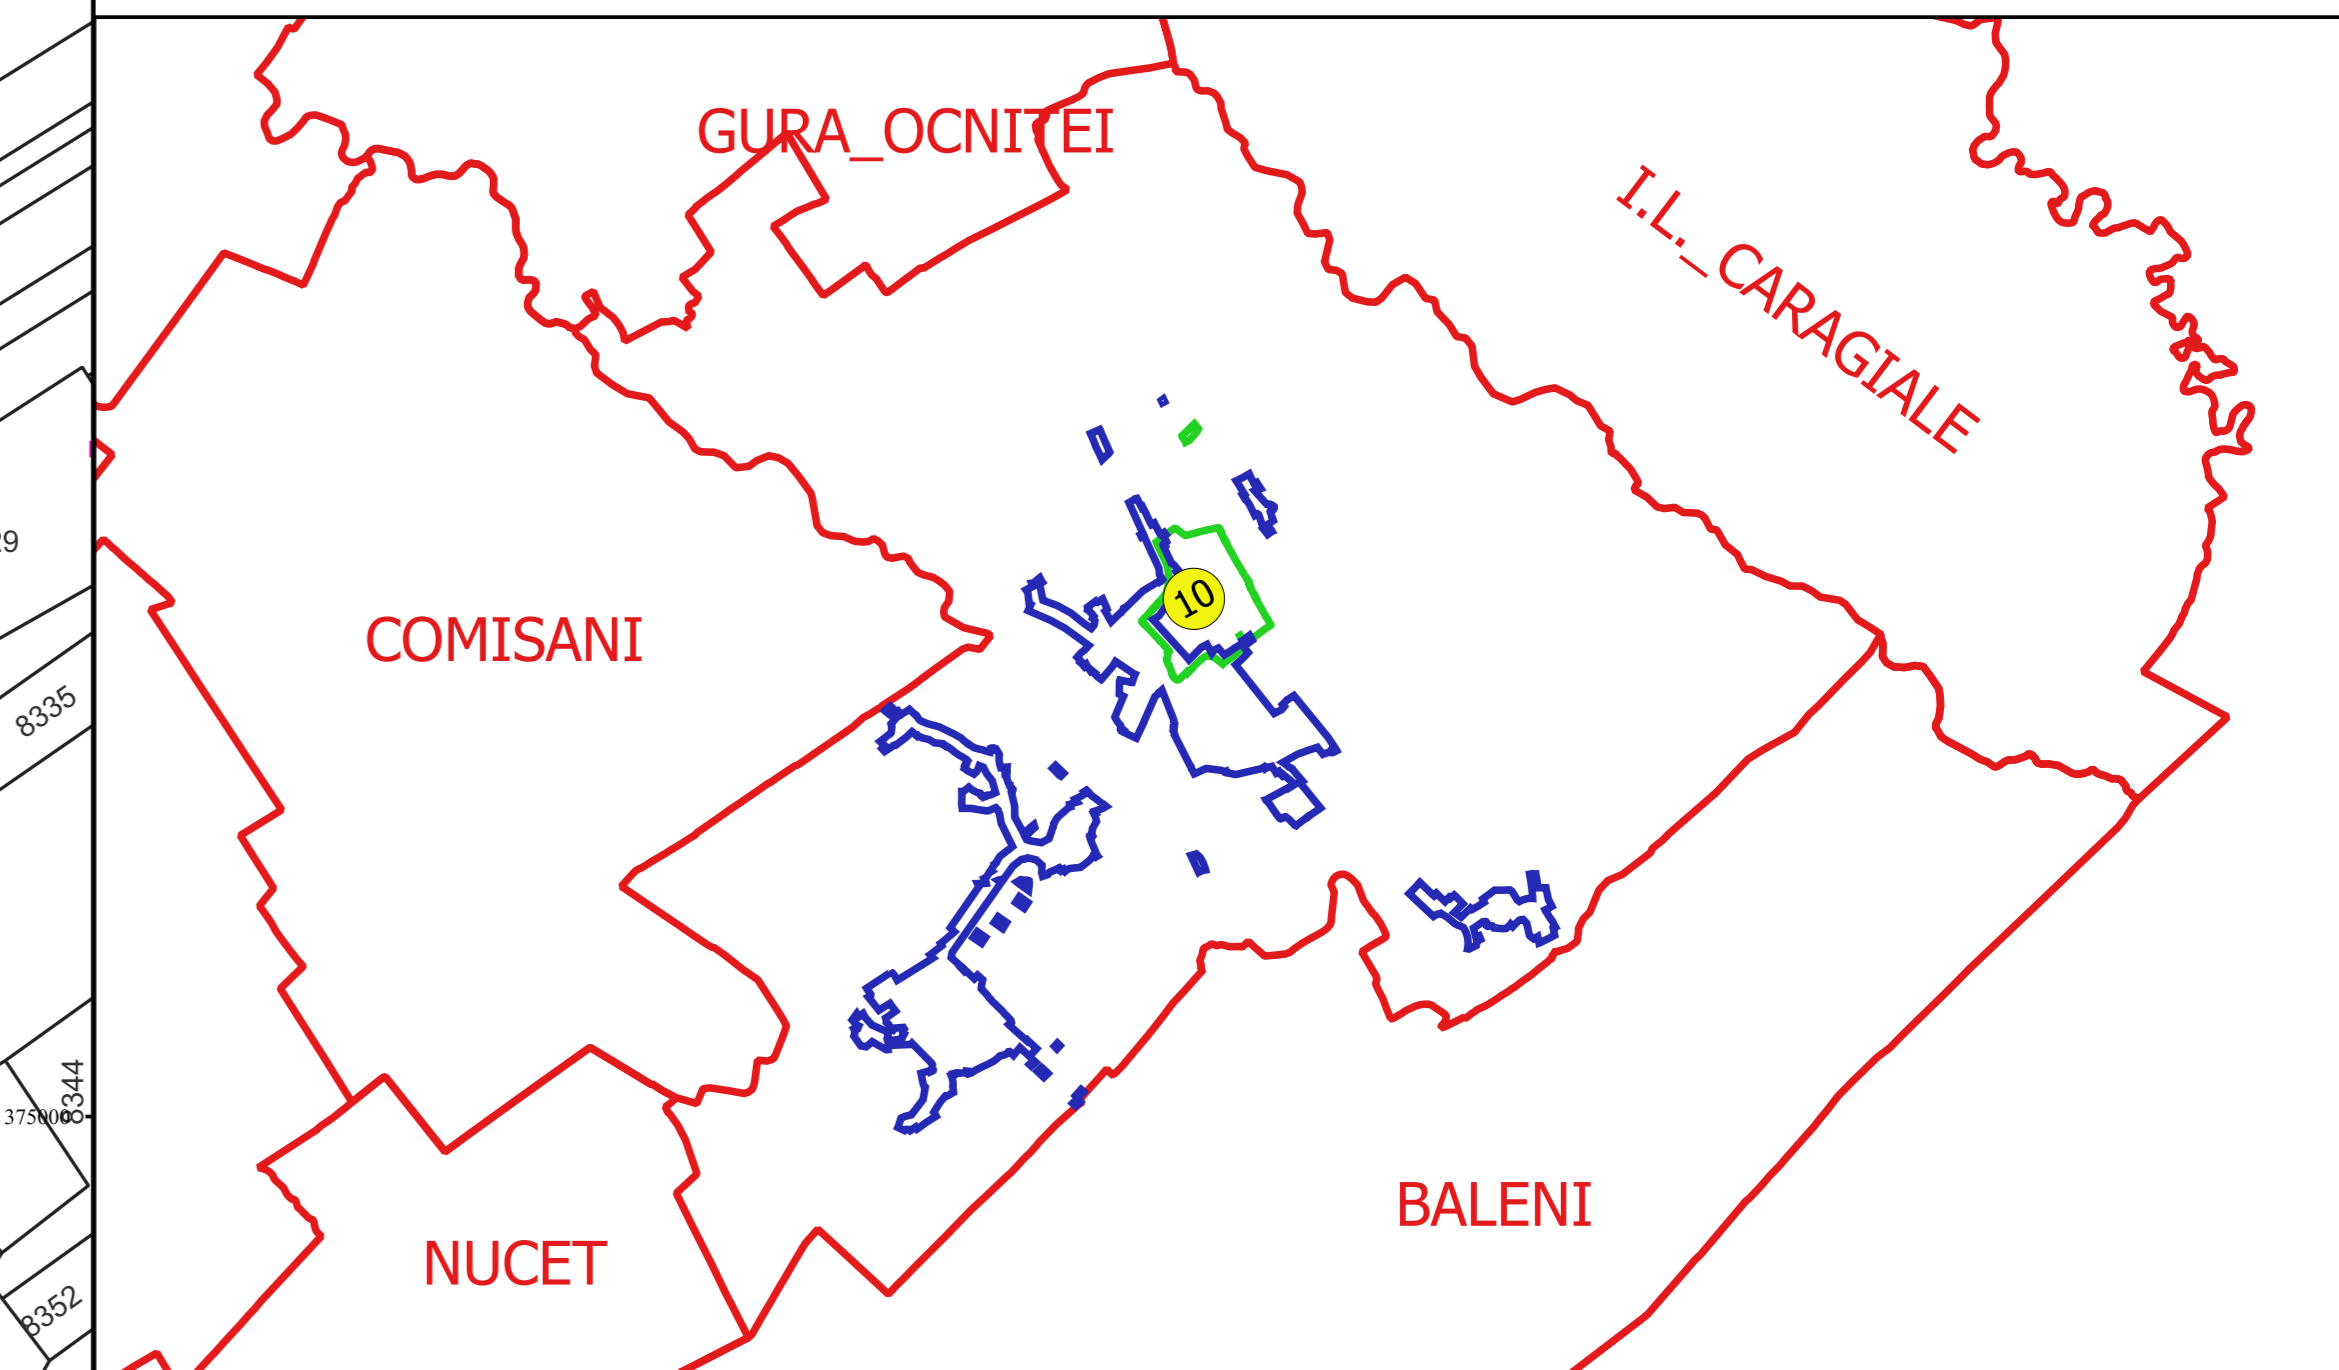 GURA_OCNITEI
I.L._CARAGIALE
COMISANI
10
8335
8344
375000
BALENI
NUCET
8352